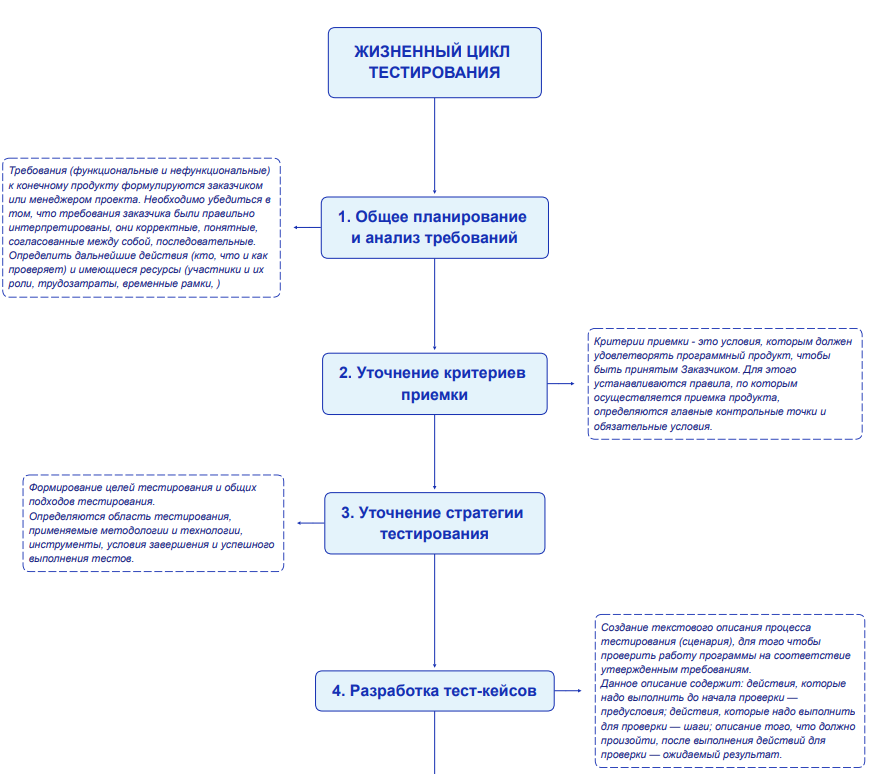 ЖИЗНЕННЫЙ ЦИКЛ
ТЕСТИРОВАНИЯ
Требования (функциональные и нефункциональные)
к конечному продукту формулируются заказчиком
или менеджером проекта. Необходимо убедиться в
том, что требования заказчика были правильно
интерпретированы, они корректные, понятные,
согласованные между собой, последовательные.
Определить дальнейшие действия (кто, что и как
проверяет) и имеющиеся ресурсы (участники и их
роли, трудозатраты, временные рамки, )
1. Общее планирование
и анализ требований
2. Уточнение критериев
приемки
Критерии приемки - это условия, которым должен
удовлетворять программный продукт, чтобы
быть принятым Заказчиком. Для этого
устанавливаются правила, по которым
осуществляется приемка продукта,
определяются главные контрольные точки и
обязательные условия.
Формирование целей тестирования и общих
подходов тестирования.
Определяются область тестирования,
применяемые методологии и технологии,
инструменты, условия завершения и успешного
выполнения тестов.
3. Уточнение стратегии
тестирования
4. Разработка тест-кейсов
Создание текстового описания процесса
тестирования (сценария), для того чтобы
проверить работу программы на соответствие
утвержденным требованиям.
Данное описание содержит: действия, которые
надо выполнить до начала проверки —
предусловия; действия, которые надо выполнить
для проверки — шаги; описание того, что должно
произойти, после выполнения действий для
проверки — ожидаемый результат.